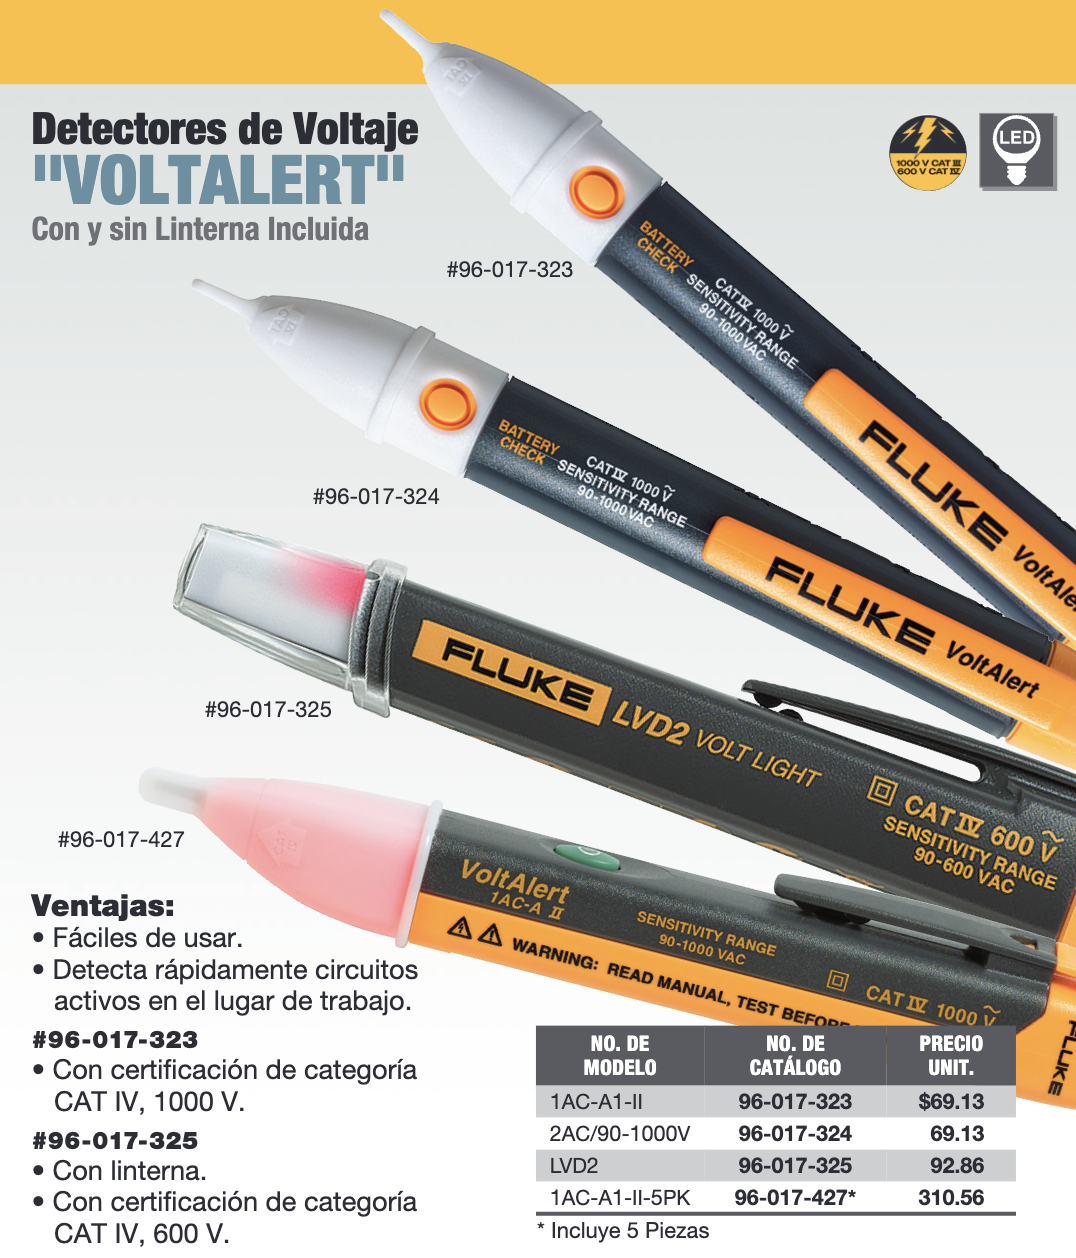 Detectores de Voltaje
"VOLTALERT"
Con y sin Linterna Incluida
1000 V CAT III
600 V CAT IV
LED
#96-017-323
BATTERY
CHECK
CAT IV 1000 V
SENSITIVITY RANGE
90-1000VAC
FLUKE
#96-017-324
BATTERY
CHECK
CAT IV 1000 V
SENSITIVITY RANGE
90-1000VAC
FLUKE VoltAlert
#96-017-325
FLUKE LVD2 VOLT LIGHT
CAT IV 600 V
SENSITIVITY RANGE
90-600 VAC
#96-017-427
VoltAlert
1AC-A II
SENSITIVITY RANGE
90-1000 VAC
WARNING: READ MANUAL, TEST BEFORE
CAT IV 1000 V
FLUKE
Ventajas:
• Fáciles de usar.
• Detecta rápidamente circuitos
activos en el lugar de trabajo.
#96-017-323
• Con certificación de categoría
CAT IV, 1000 V.
#96-017-325
• Con linterna.
• Con certificación de categoría
CAT IV, 600 V.
NO. DE MODELO NO. DE CATÁLOGO PRECIO UNIT.
1AC-A1-II 96-017-323 $69.13
2AC/90-1000V 96-017-324 69.13
LVD2 96-017-325 92.86
1AC-A1-II-5PK 96-017-427* 310.56
* Incluye 5 Piezas